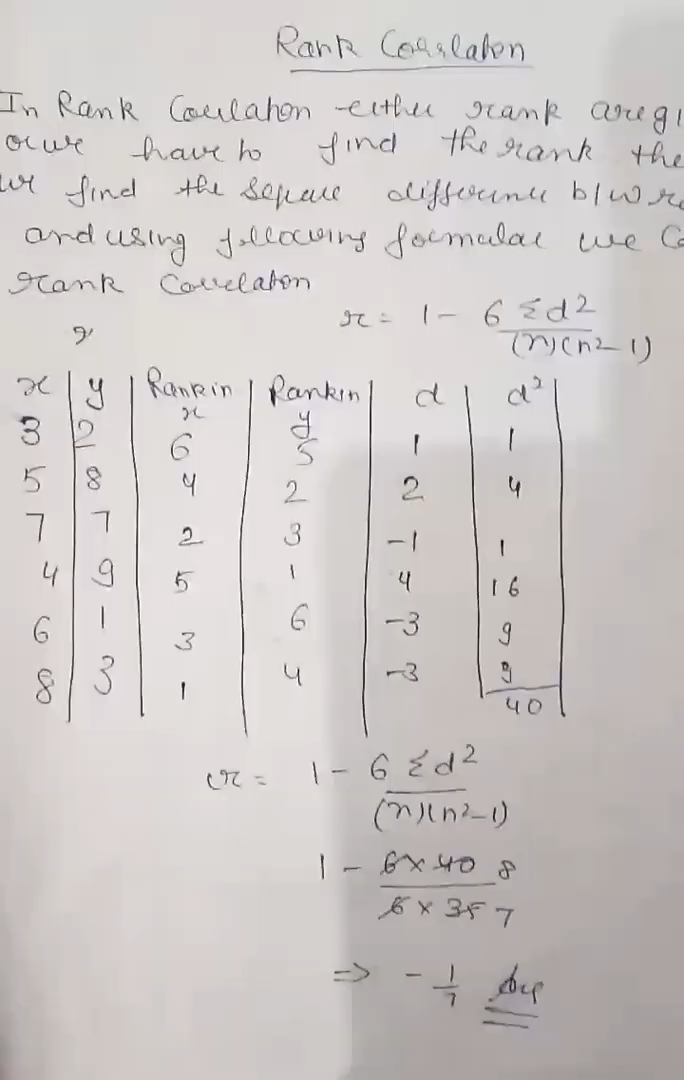 Rank Correlation
In Rank Correlation either rank are gi
or we have to find the rank the
we find the square difference b/w ra
and using following formulae we Ca
rank Correlation
r = 1 - 6 Σd²
(n)(n²-1)
x y Rank in x Rank in y d d²
3 2 6 5 1 1
5 8 4 2 2 4
7 7 2 3 -1 1
4 9 5 1 4 16
6 1 3 6 -3 9
8 3 1 4 -3 9
40
r = 1 - 6 Σd²
(n)(n²-1)
1 - 6 x 40 8
6 x 35 7
⇒ - 1/7 Ans